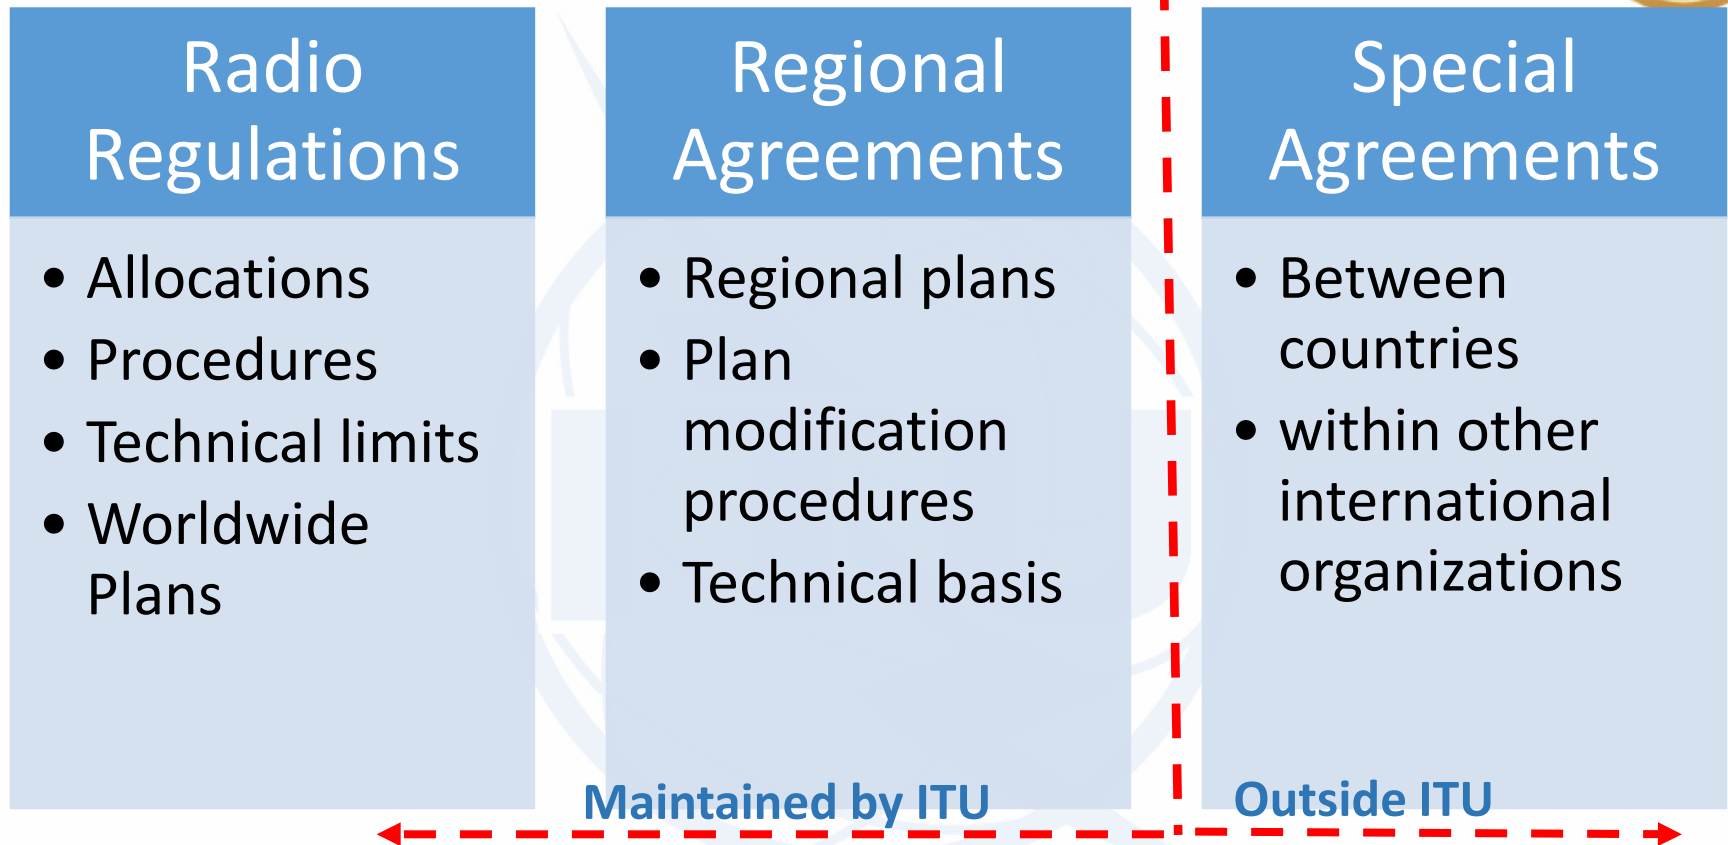 Radio
Regulations
• Allocations
• Procedures
• Technical limits
• Worldwide
Plans
Regional
Agreements
• Regional plans
• Plan
modification
procedures
• Technical basis
Special
Agreements
• Between
countries
• within other
international
organizations
Maintained by ITU
Outside ITU